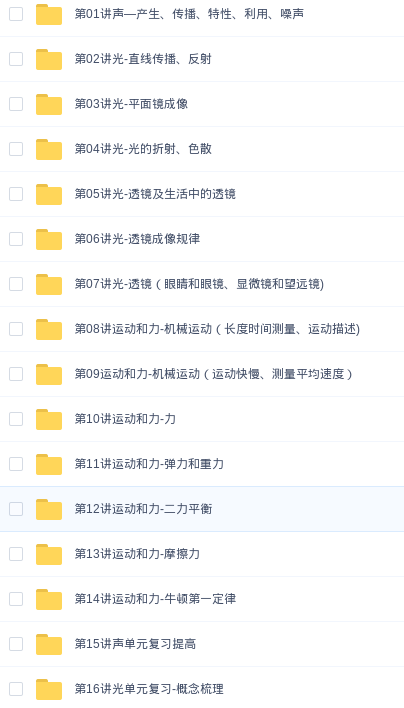 第01讲声—产生、传播、特性、利用、噪声
第02讲光-直线传播、反射
第03讲光-平面镜成像
第04讲光-光的折射、色散
第05讲光-透镜及生活中的透镜
第06讲光-透镜成像规律
第07讲光-透镜（眼睛和眼镜、显微镜和望远镜)
第08讲运动和力-机械运动（长度时间测量、运动描述)
第09运动和力-机械运动（运动快慢、测量平均速度）
第10讲运动和力-力
第11讲运动和力-弹力和重力
第12讲运动和力-二力平衡
第13讲运动和力-摩擦力
第14讲运动和力-牛顿第一定律
第15讲声单元复习提高
第16讲光单元复习-概念梳理